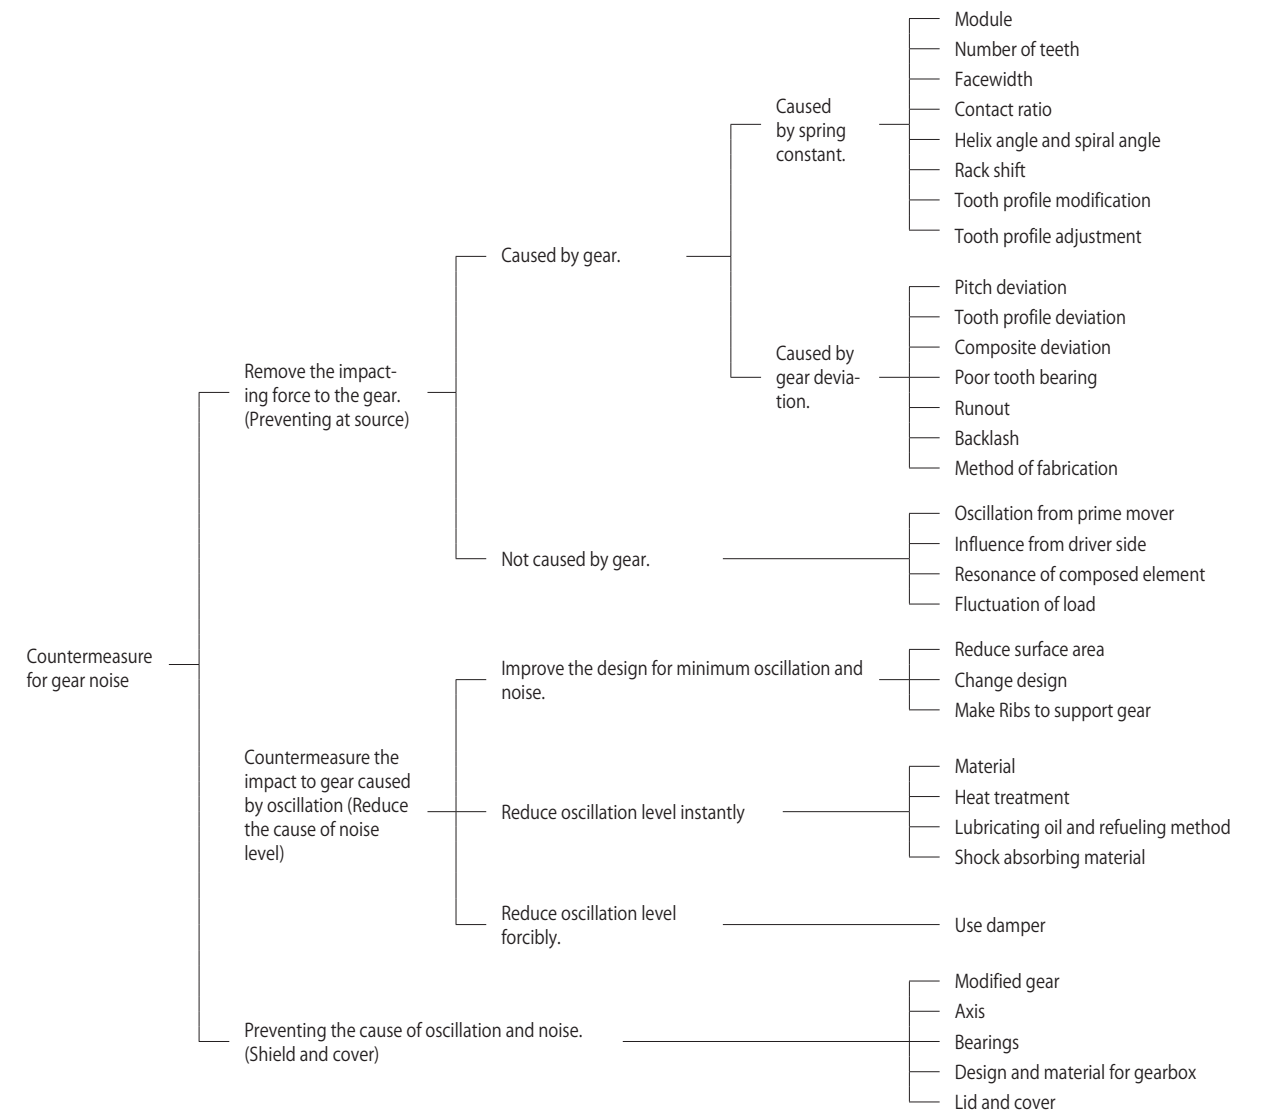 Module
Number of teeth
Facewidth
Caused
by spring
constant.
Contact ratio
Helix angle and spiral angle
Rack shift
Tooth profile modification
Tooth profile adjustment
Caused by gear.
Pitch deviation
Tooth profile deviation
Composite deviation
Caused by
gear devia-
tion.
Poor tooth bearing
Runout
Backlash
Method of fabrication
Remove the impact-
ing force to the gear.
(Preventing at source)
Oscillation from prime mover
Influence from driver side
Not caused by gear.
Resonance of composed element
Fluctuation of load
Countermeasure
for gear noise
Improve the design for minimum oscillation and
noise.
Reduce surface area
Change design
Make Ribs to support gear
Countermeasure the
impact to gear caused
by oscillation (Reduce
the cause of noise
level)
Reduce oscillation level instantly
Material
Heat treatment
Lubricating oil and refueling method
Shock absorbing material
Reduce oscillation level
forcibly.
Use damper
Preventing the cause of oscillation and noise.
(Shield and cover)
Modified gear
Axis
Bearings
Design and material for gearbox
Lid and cover